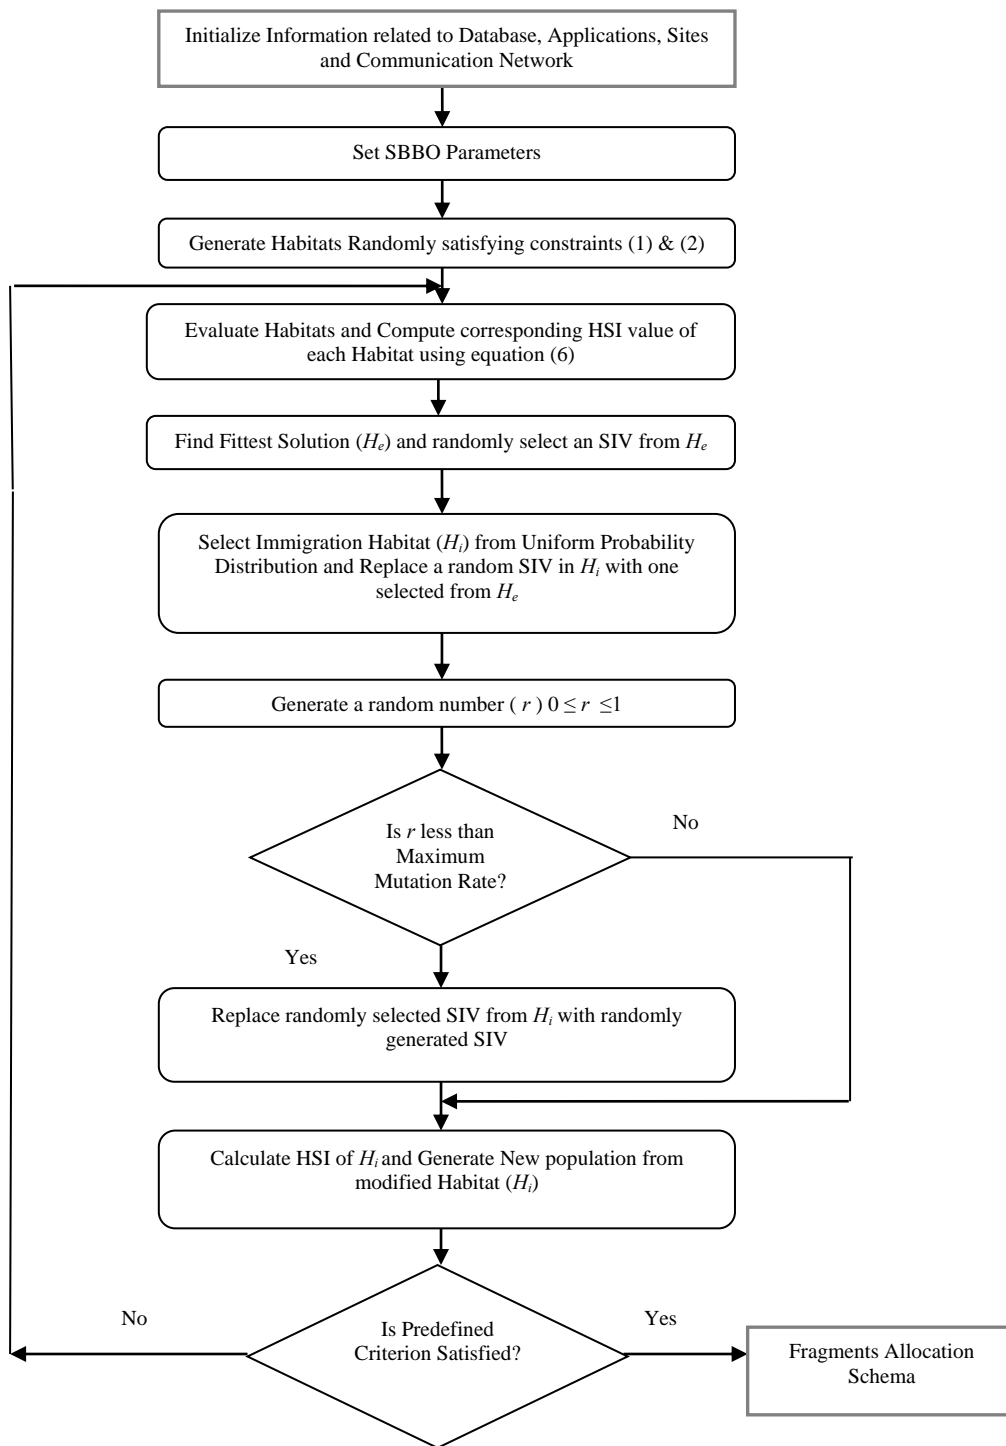 Initialize Information related to Database, Applications, Sites
and Communication Network
Set SBBO Parameters
Generate Habitats Randomly satisfying constraints (1) & (2)
Evaluate Habitats and Compute corresponding HSI value of
each Habitat using equation (6)
Find Fittest Solution (He) and randomly select an SIV from He
Select Immigration Habitat (Hi) from Uniform Probability
Distribution and Replace a random SIV in Hi with one
selected from He
Generate a random number ( r ) 0 ≤ r ≤1
Is r less than
Maximum
Mutation Rate?
No
Yes
Replace randomly selected SIV from Hi with randomly
generated SIV
Calculate HSI of Hi and Generate New population from
modified Habitat (Hi)
No
Is Predefined
Criterion Satisfied?
Yes
Fragments Allocation
Schema